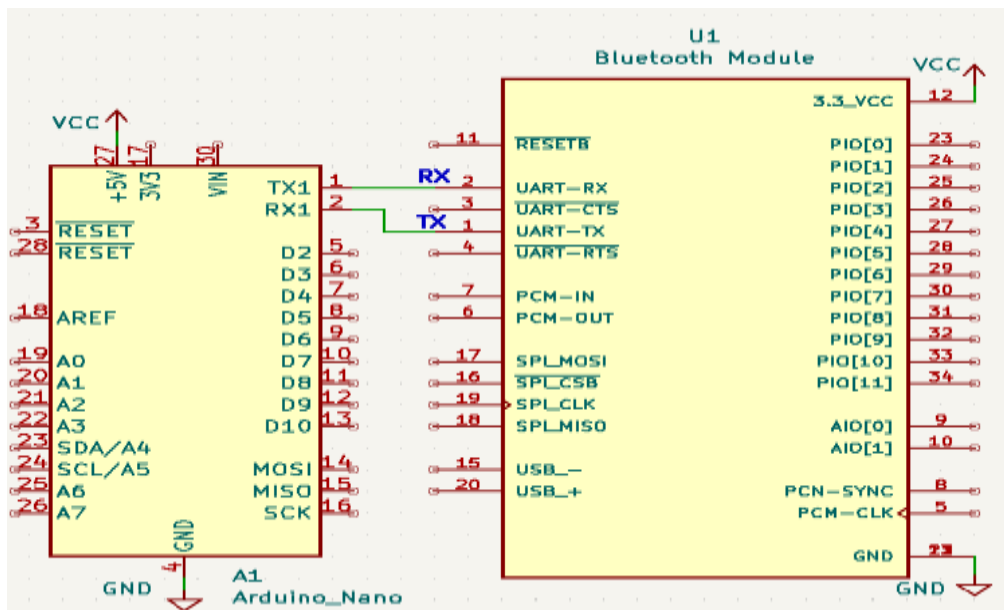 VCC
27
17
30
+5V
3V3
VIN
TX1 1
RX1 2
3 RESET
28 RESET
D2 5
D3 6
D4 7
18 AREF
D5 8
D6 9
19 A0
D7 10
20 A1
D8 11
21 A2
D9 12
22 A3
D10 13
23 SDA/A4
24 SCL/A5
MOSI 14
25 A6
MISO 15
26 A7
SCK 16
GND
4
GND
A1
Arduino_Nano
U1
Bluetooth Module
VCC
3.3_VCC 12
11 RESETB
PIO[0] 23
PIO[1] 24
RX 2 UART-RX
PIO[2] 25
3 UART-CTS
PIO[3] 26
TX 1 UART-TX
PIO[4] 27
4 UART-RTS
PIO[5] 28
PIO[6] 29
7 PCM-IN
PIO[7] 30
6 PCM-OUT
PIO[8] 31
PIO[9] 32
17 SPI_MOSI
PIO[10] 33
16 SPI_CSB
PIO[11] 34
19 SPI_CLK
18 SPI_MISO
AIO[0] 9
AIO[1] 10
15 USB_-
20 USB_+
PCN-SYNC 8
PCM-CLK 5
GND
GND